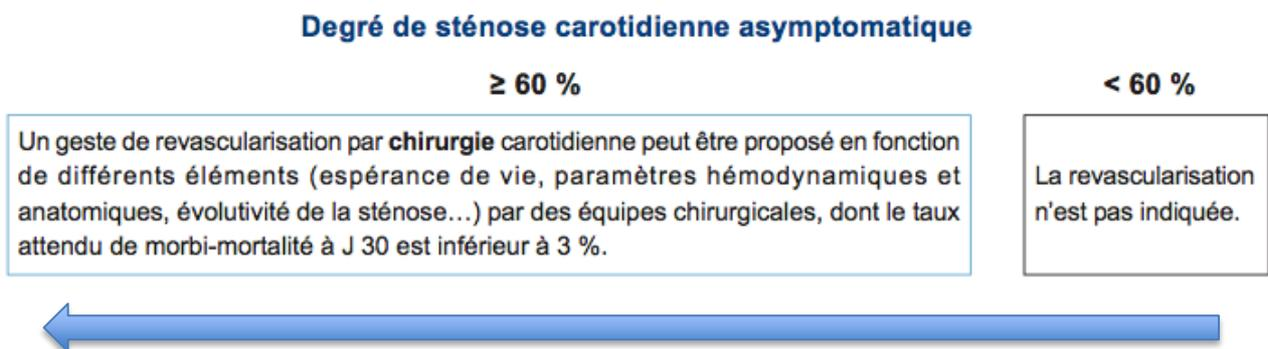 Degré de sténose carotidienne asymptomatique
≥ 60 %
< 60 %
Un geste de revascularisation par chirurgie carotidienne peut être proposé en fonction
de différents éléments (espérance de vie, paramètres hémodynamiques et
anatomiques, évolutivité de la sténose…) par des équipes chirurgicales, dont le taux
attendu de morbi-mortalité à J 30 est inférieur à 3 %.
La revascularisation
n'est pas indiquée.